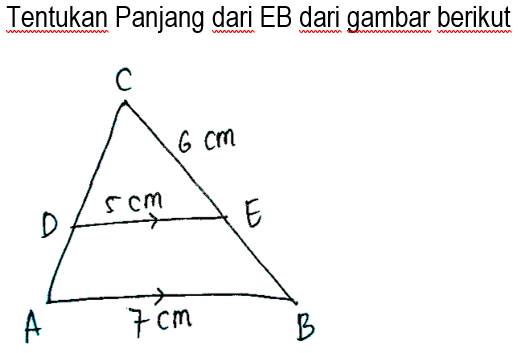 Tentukan Panjang dari EB dari gambar berikut
C
6 cm
5 cm
D
E
A
7 cm
B